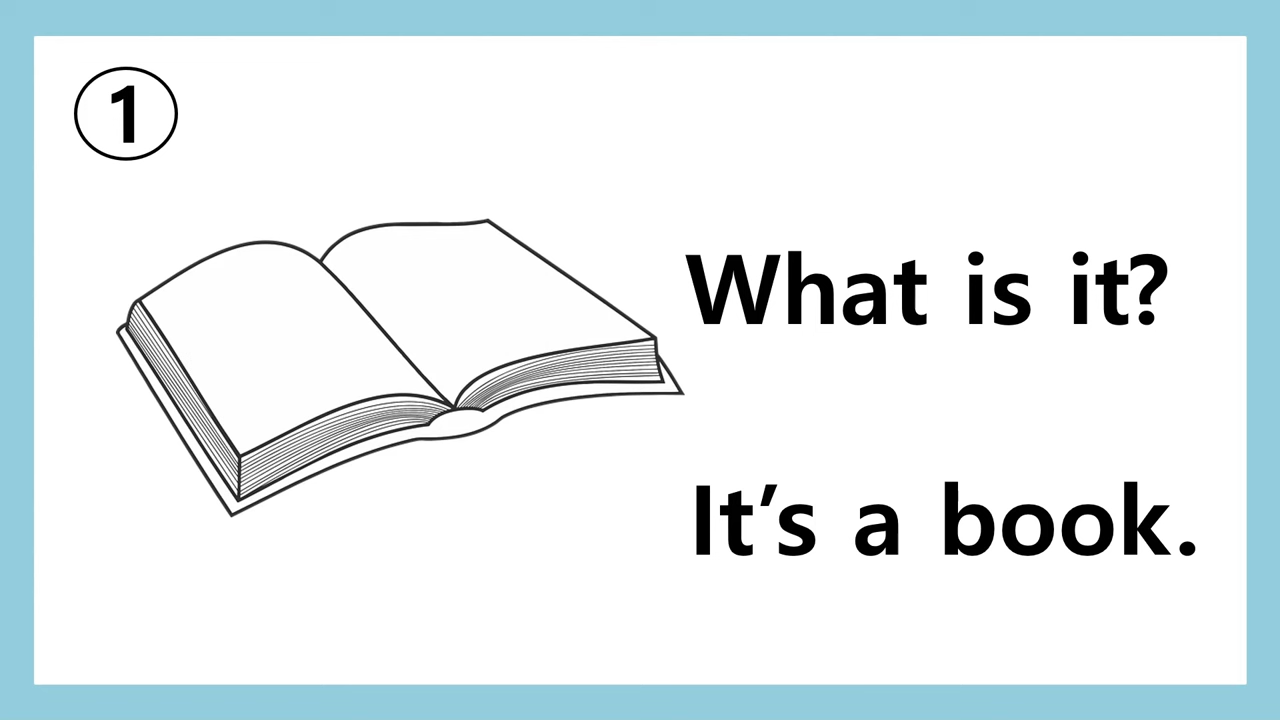 ①
What is it?
It’s a book.